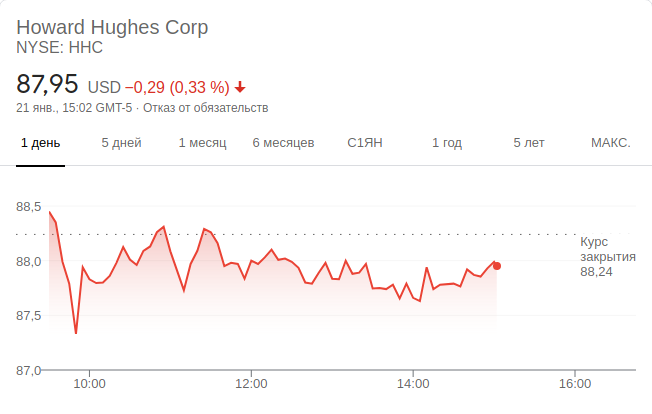 Howard Hughes Corp
NYSE: HHC
87,95 USD −0,29 (0,33 %)
21 янв., 15:02 GMT-5 · Отказ от обязательств
1 день 5 дней 1 месяц 6 месяцев С1ЯН 1 год 5 лет МАКС.
88,5
Курс
закрытия
88,24
88,0
87,5
87,0
10:00 12:00 14:00 16:00